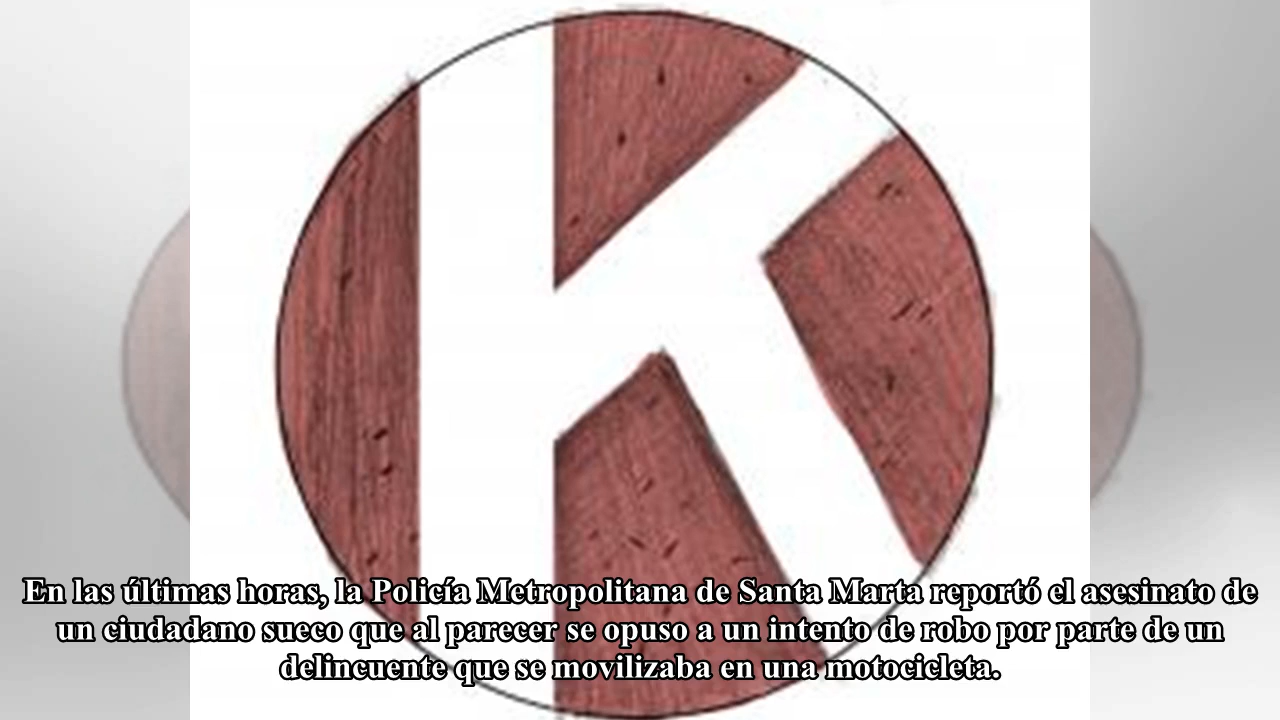 K
En las últimas horas, la Policía Metropolitana de Santa Marta reportó el asesinato de
un ciudadano sueco que al parecer se opuso a un intento de robo por parte de un
delincuente que se movilizaba en una motocicleta.